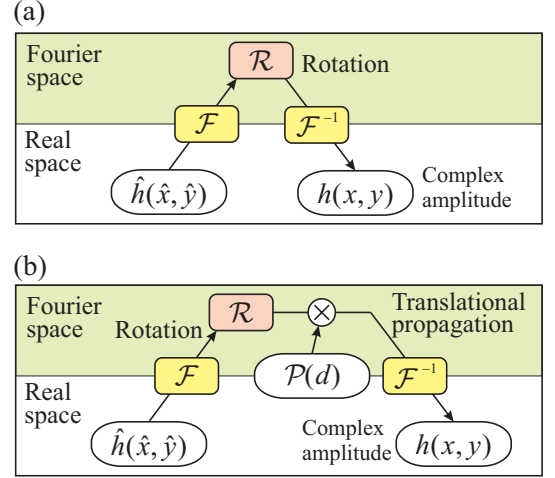 (a)
Fourier
space
ℛ
Rotation
ℱ
ℱ⁻¹
Real
space
ĥ(x̂, ŷ)
h(x, y)
Complex
amplitude
(b)
Fourier
space
Rotation
ℛ
⊗
Translational
propagation
ℱ
𝒫(d)
ℱ⁻¹
Real
space
ĥ(x̂, ŷ)
Complex
amplitude
h(x, y)